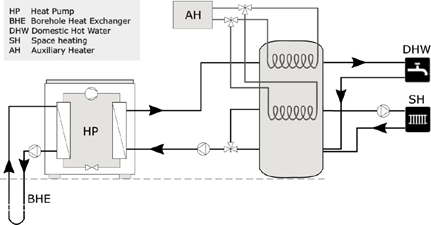 HP Heat Pump
BHE Borehole Heat Exchanger
DHW Domestic Hot Water
SH Space heating
AH Auxiliary Heater
AH
DHW
SH
HP
BHE